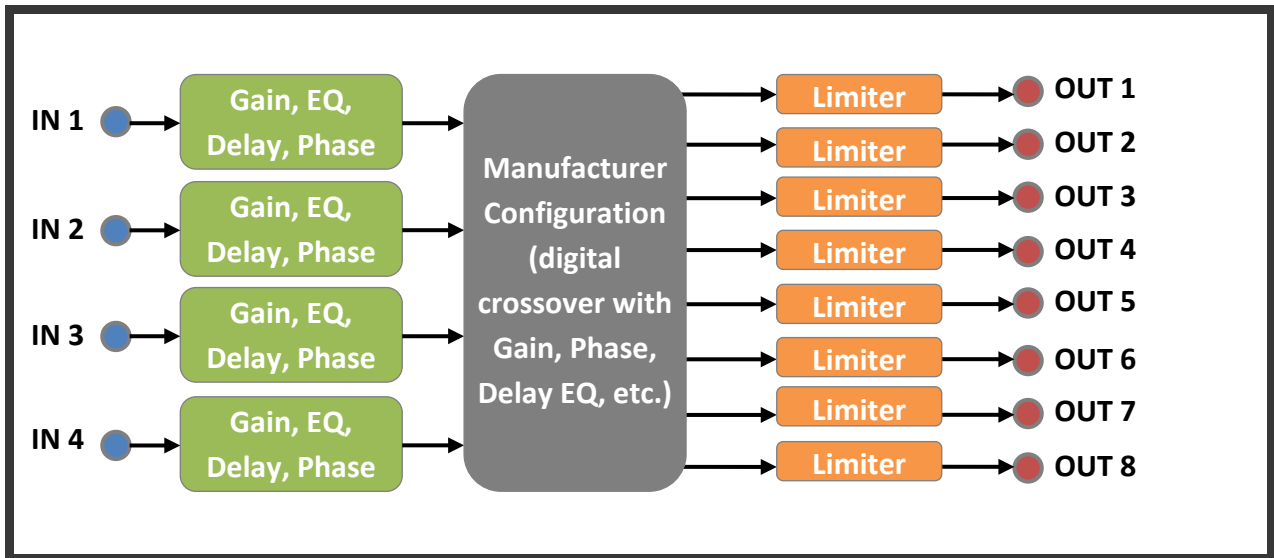 IN 1
Gain, EQ,
Delay, Phase
IN 2
Gain, EQ,
Delay, Phase
IN 3
Gain, EQ,
Delay, Phase
IN 4
Gain, EQ,
Delay, Phase
Manufacturer
Configuration
(digital
crossover with
Gain, Phase,
Delay EQ, etc.)
Limiter
OUT 1
Limiter
OUT 2
Limiter
OUT 3
Limiter
OUT 4
Limiter
OUT 5
Limiter
OUT 6
Limiter
OUT 7
Limiter
OUT 8